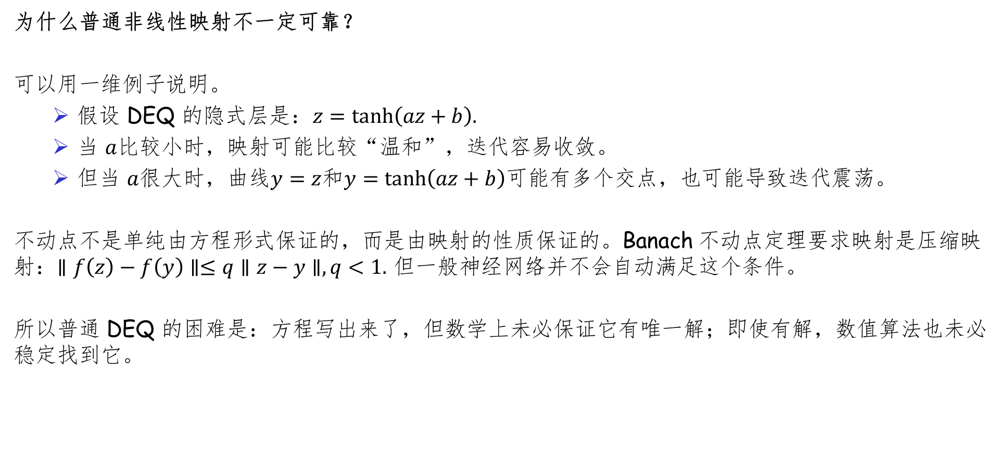 为什么普通非线性映射不一定可靠？
可以用一维例子说明。
➢ 假设 DEQ 的隐式层是：z = tanh(az + b).
➢ 当 a比较小时，映射可能比较“温和”，迭代容易收敛。
➢ 但当 a很大时，曲线y = z和y = tanh(az + b)可能有多个交点，也可能导致迭代震荡。
不动点不是单纯由方程形式保证的，而是由映射的性质保证的。Banach 不动点定理要求映射是压缩映
射：∥ f(z) − f(y) ∥≤ q ∥ z − y ∥, q < 1. 但一般神经网络并不会自动满足这个条件。
所以普通 DEQ 的困难是：方程写出来了，但数学上未必保证它有唯一解；即使有解，数值算法也未必
稳定找到它。